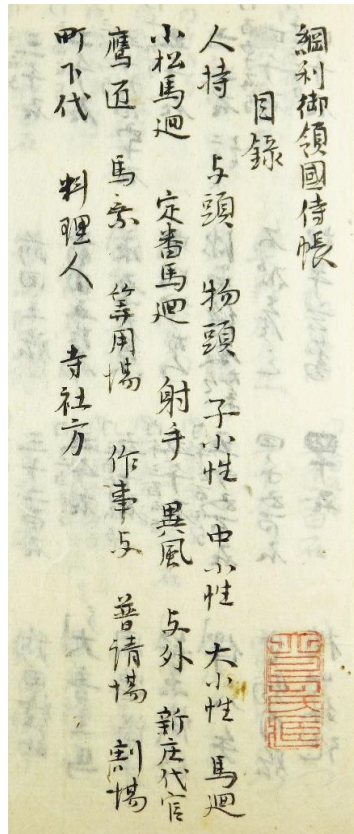 綱利御領國侍帳
目錄
人持 与頭 物頭 子小性 中小性 大小性 馬廻
小松馬廻 定番馬廻 射手 異風 与外 新庄代官
鷹匠 馬乗 筭用場 作事与 普請場 割場
町下代 料理人 寺社方